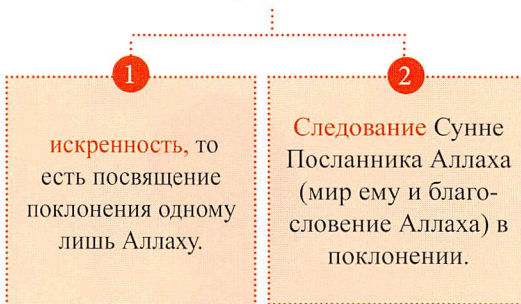 1
искренность, то
есть посвящение
поклонения одному
лишь Аллаху.
2
Следование Сунне
Посланника Аллаха
(мир ему и благо-
словение Аллаха) в
поклонении.